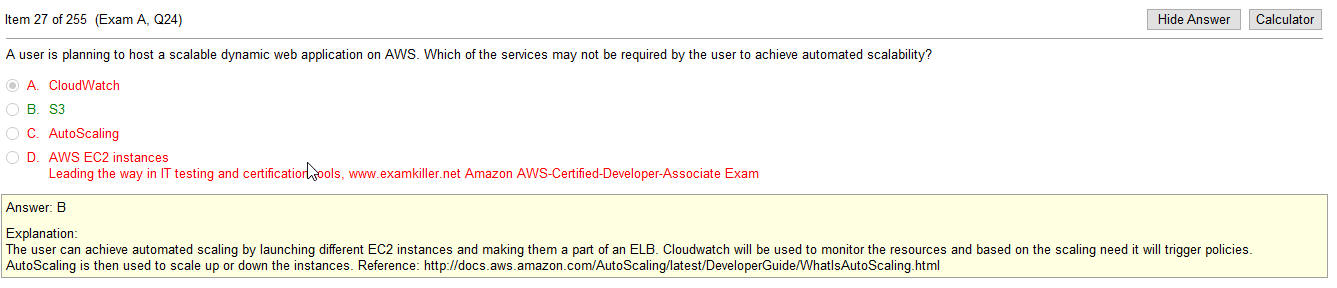 Item 27 of 255 (Exam A, Q24)
Hide Answer
Calculator
A user is planning to host a scalable dynamic web application on AWS. Which of the services may not be required by the user to achieve automated scalability?
A. CloudWatch
B. S3
C. AutoScaling
D. AWS EC2 instances
Leading the way in IT testing and certification tools, www.examkiller.net Amazon AWS-Certified-Developer-Associate Exam
Answer: B
Explanation:
The user can achieve automated scaling by launching different EC2 instances and making them a part of an ELB. Cloudwatch will be used to monitor the resources and based on the scaling need it will trigger policies.
AutoScaling is then used to scale up or down the instances. Reference: http://docs.aws.amazon.com/AutoScaling/latest/DeveloperGuide/WhatIsAutoScaling.html